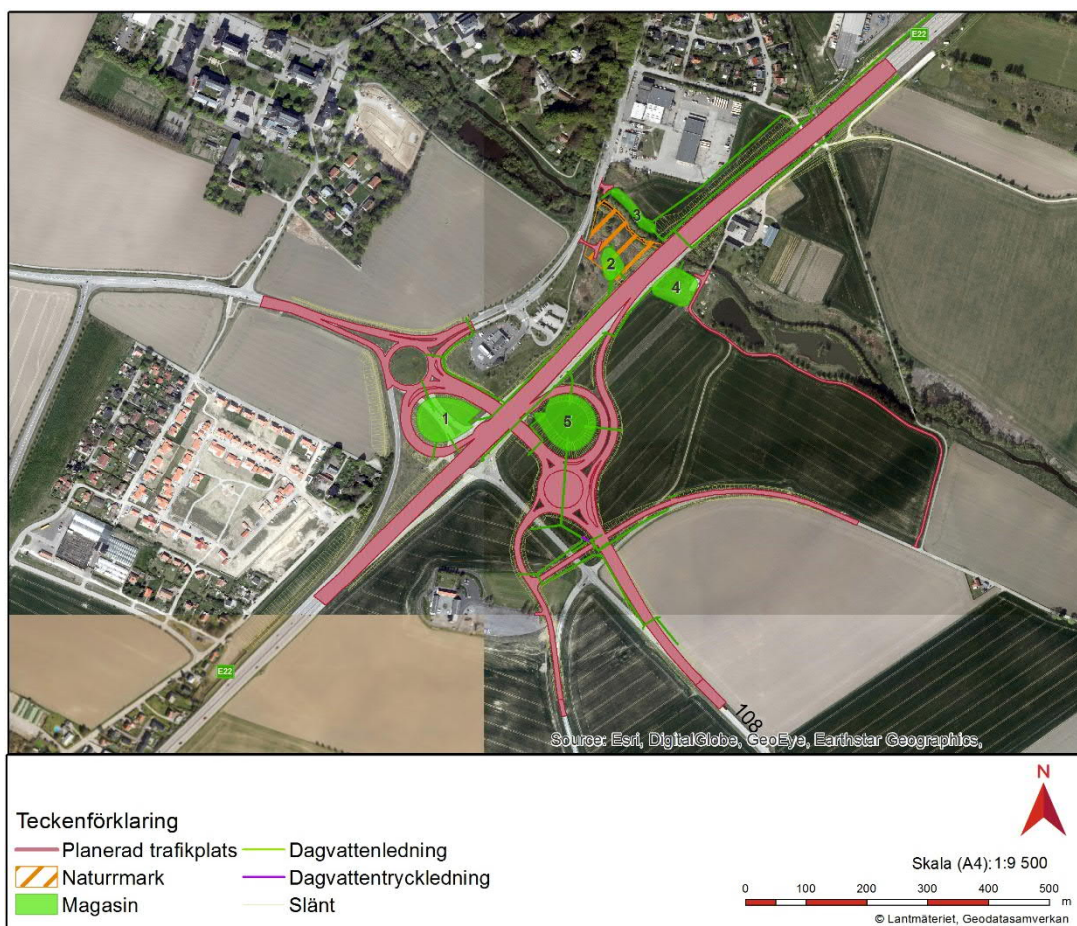 E22
3
2
4
1
5
E22
108
Source: Esri, DigitalGlobe, GeoEye, Earthstar Geographics,
N
Teckenförklaring
Planerad trafikplats
Dagvattenledning
Naturrmark
Dagvattentryckledning
Magasin
Slänt
Skala (A4): 1:9 500
0 100 200 300 400 500
m
© Lantmäteriet, Geodatasamverkan